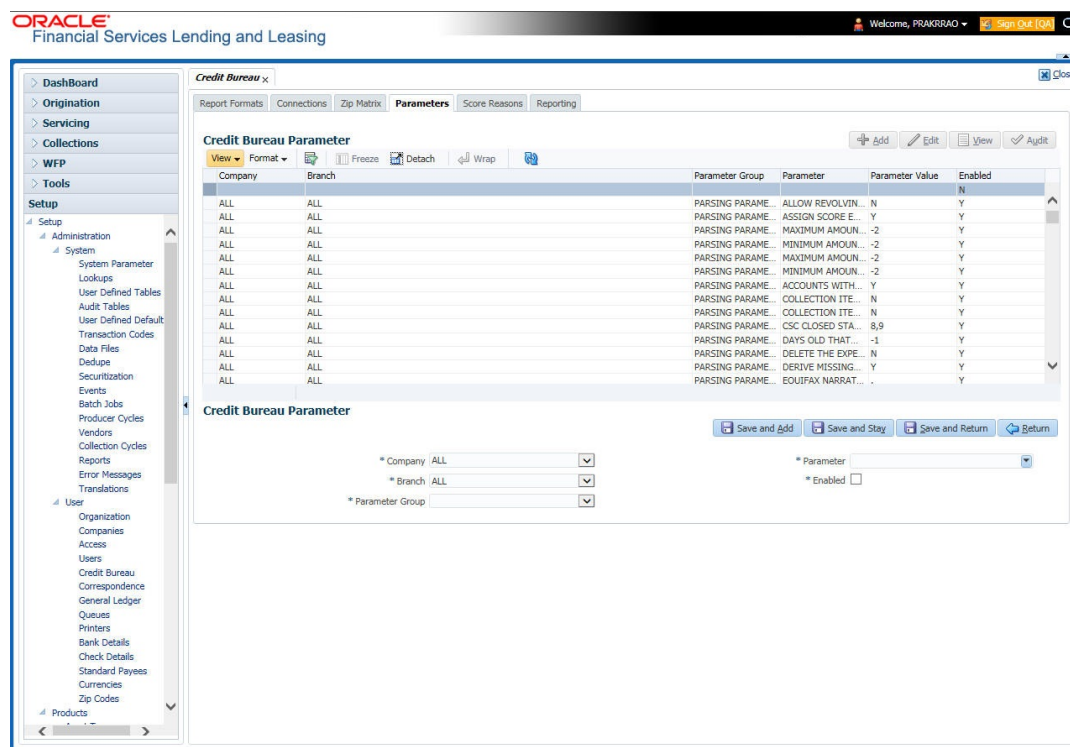 ORACLE'
Financial Services Lending and Leasing
Welcome, PRAKRRAO
Sign Out [QA]
DashBoard
Origination
Servicing
Collections
WFP
Tools
Setup
Setup
Administration
System
System Parameter
Lookups
User Defined Tables
Audit Tables
User Defined Default
Transaction Codes
Data Files
Dedupe
Securitization
Events
Batch Jobs
Producer Cycles
Vendors
Collection Cycles
Reports
Error Messages
Translations
User
Organization
Companies
Access
Users
Credit Bureau
Correspondence
General Ledger
Queues
Printers
Bank Details
Check Details
Standard Payees
Currencies
Zip Codes
Products
Credit Bureau x
Clos
Report Formats Connections Zip Matrix Parameters Score Reasons Reporting
Credit Bureau Parameter
Add Edit View Audit
View Format Freeze Detach Wrap
Company Branch Parameter Group Parameter Parameter Value Enabled
N
ALL ALL PARSING PARAME... ALLOW REVOLVIN... N Y
ALL ALL PARSING PARAME... ASSIGN SCORE E... Y Y
ALL ALL PARSING PARAME... MAXIMUM AMOUN... -2 Y
ALL ALL PARSING PARAME... MINIMUM AMOUN... -2 Y
ALL ALL PARSING PARAME... MAXIMUM AMOUN... -2 Y
ALL ALL PARSING PARAME... MINIMUM AMOUN... -2 Y
ALL ALL PARSING PARAME... ACCOUNTS WITH... Y Y
ALL ALL PARSING PARAME... COLLECTION ITE... N Y
ALL ALL PARSING PARAME... COLLECTION ITE... N Y
ALL ALL PARSING PARAME... CSC CLOSED STA... 8,9 Y
ALL ALL PARSING PARAME... DAYS OLD THAT... -1 Y
ALL ALL PARSING PARAME... DELETE THE EXPE... N Y
ALL ALL PARSING PARAME... DERIVE MISSING... Y Y
ALL ALL PARSING PARAME... EQUIFAX NARRAT... , Y
Credit Bureau Parameter
Save and Add Save and Stay Save and Return Return
* Company ALL
* Branch ALL
* Parameter Group
* Parameter
* Enabled